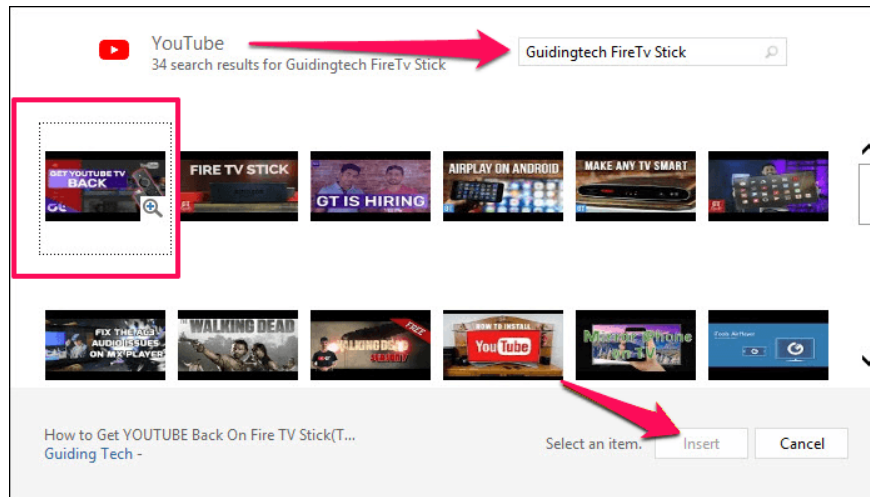 YouTube
Guidingtech FireTv Stick
34 search results for Guidingtech FireTv Stick
GET YOUTUBE TV
BACK
FIRE TV STICK
GT IS HIRING
AIRPLAY ON ANDROID
MAKE ANY TV SMART
FIX THE AC3
AUDIO ISSUES
ON MX PLAYER
THE WALKING DEAD
FREE
WALKING DEAD
HOW TO INSTALL
YouTube
Mirror iPhone
on TV
How to Get YOUTUBE Back On Fire TV Stick(T...
Guiding Tech -
Select an item.
Insert
Cancel